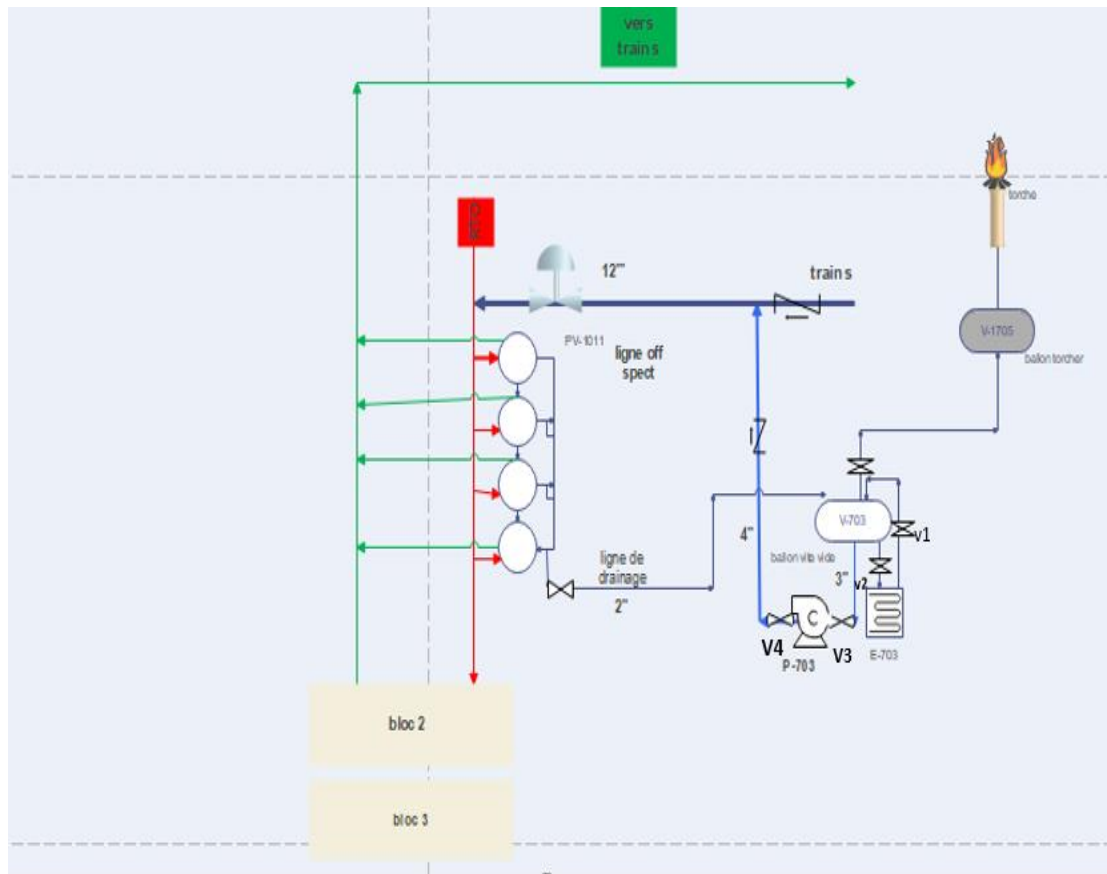 vers
trains
torche
12'''
trains
V-1705
PV-1011
ligne off
spect
ballon torcher
V-703
v1
4"
ballon vite vide
ligne de
drainage
3"
v2
2"
V4
V3
E-703
P-703
bloc 2
bloc 3